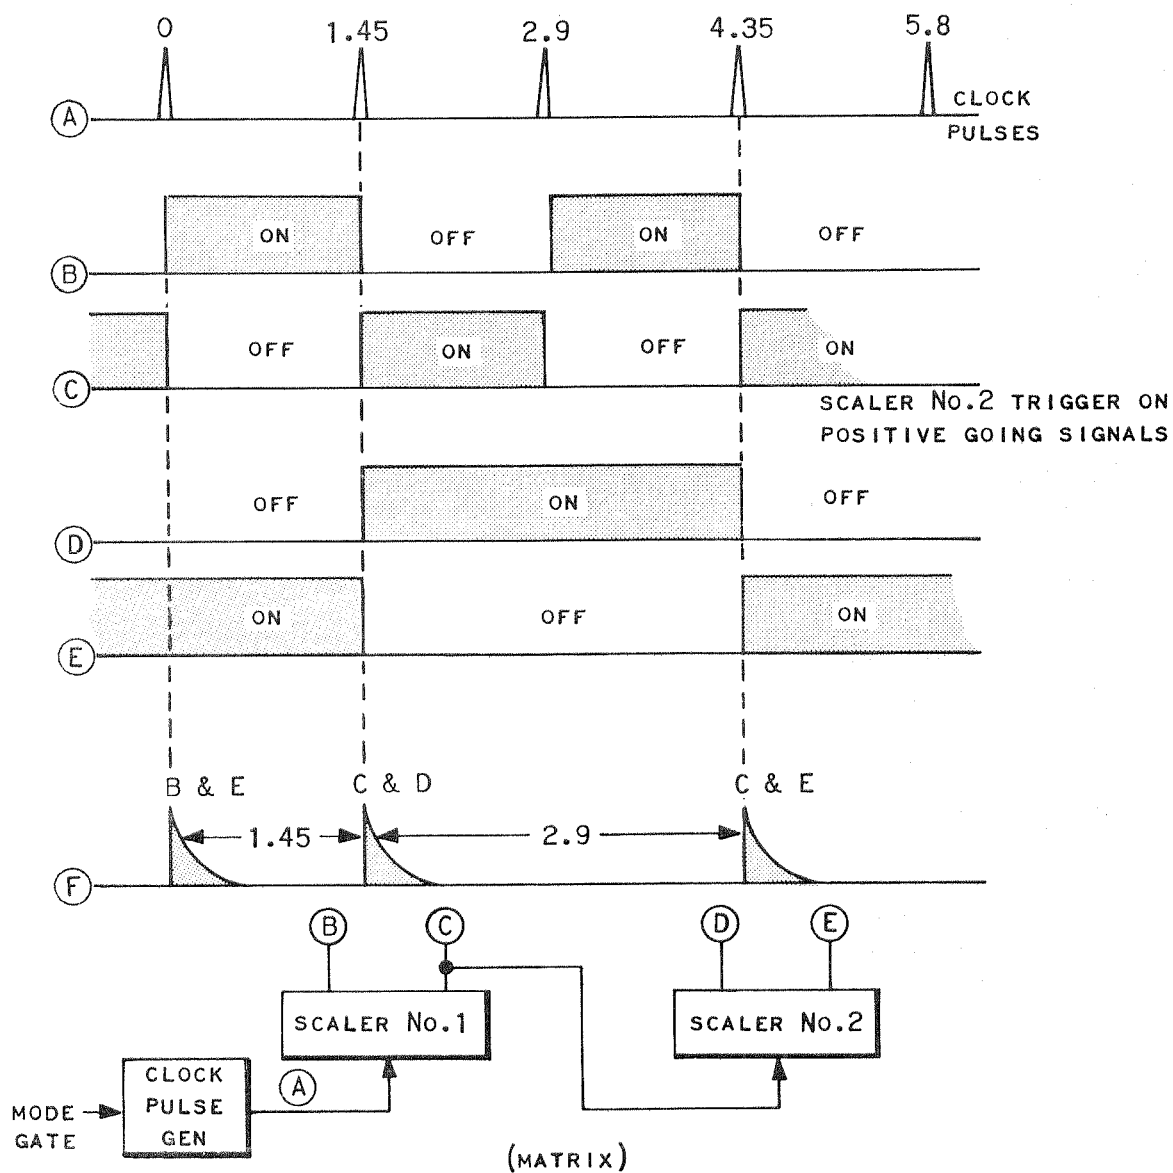 0 1.45 2.9 4.35 5.8
A CLOCK
PULSES
ON OFF ON OFF
B
OFF ON OFF ON
C
SCALER No.2 TRIGGER ON
POSITIVE GOING SIGNALS
OFF ON OFF
D
ON OFF ON
E
B & E C & D C & E
1.45 2.9
F
B C D E
SCALER No.1 SCALER No.2
A
CLOCK
PULSE
GEN
MODE
GATE
(MATRIX)